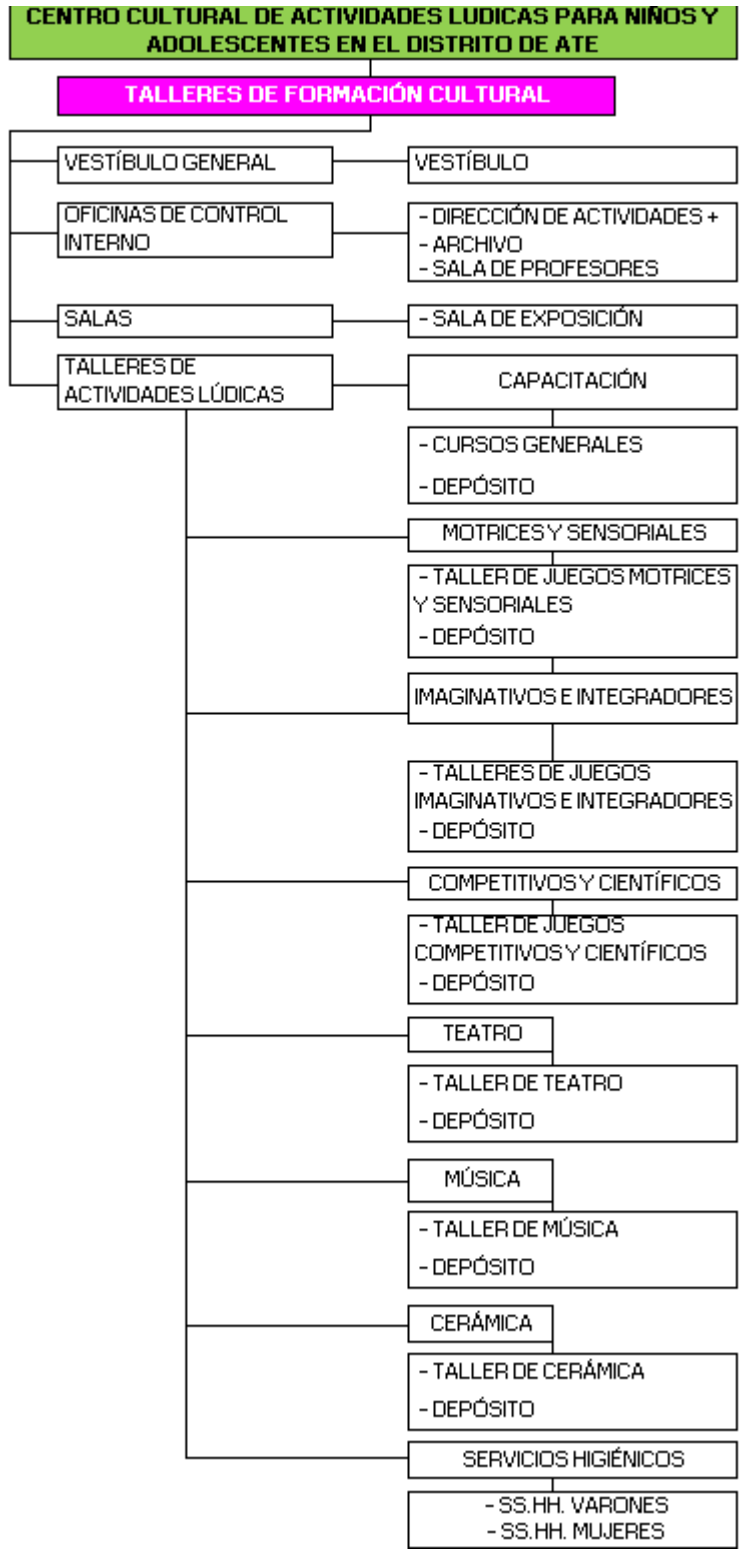 CENTRO CULTURAL DE ACTIVIDADES LUDICAS PARA NIÑOS Y
ADOLESCENTES EN EL DISTRITO DE ATE
TALLERES DE FORMACIÓN CULTURAL
VESTÍBULO GENERAL
VESTÍBULO
OFICINAS DE CONTROL
INTERNO
- DIRECCIÓN DE ACTIVIDADES +
- ARCHIVO
- SALA DE PROFESORES
SALAS
- SALA DE EXPOSICIÓN
TALLERES DE
ACTIVIDADES LÚDICAS
CAPACITACIÓN
- CURSOS GENERALES
- DEPÓSITO
MOTRICES Y SENSORIALES
- TALLER DE JUEGOS MOTRICES
Y SENSORIALES
- DEPÓSITO
IMAGINATIVOS E INTEGRADORES
- TALLERES DE JUEGOS
IMAGINATIVOS E INTEGRADORES
- DEPÓSITO
COMPETITIVOS Y CIENTÍFICOS
- TALLER DE JUEGOS
COMPETITIVOS Y CIENTÍFICOS
- DEPÓSITO
TEATRO
- TALLER DE TEATRO
- DEPÓSITO
MÚSICA
- TALLER DE MÚSICA
- DEPÓSITO
CERÁMICA
- TALLER DE CERÁMICA
- DEPÓSITO
SERVICIOS HIGIÉNICOS
- SS.HH. VARONES
- SS.HH. MUJERES